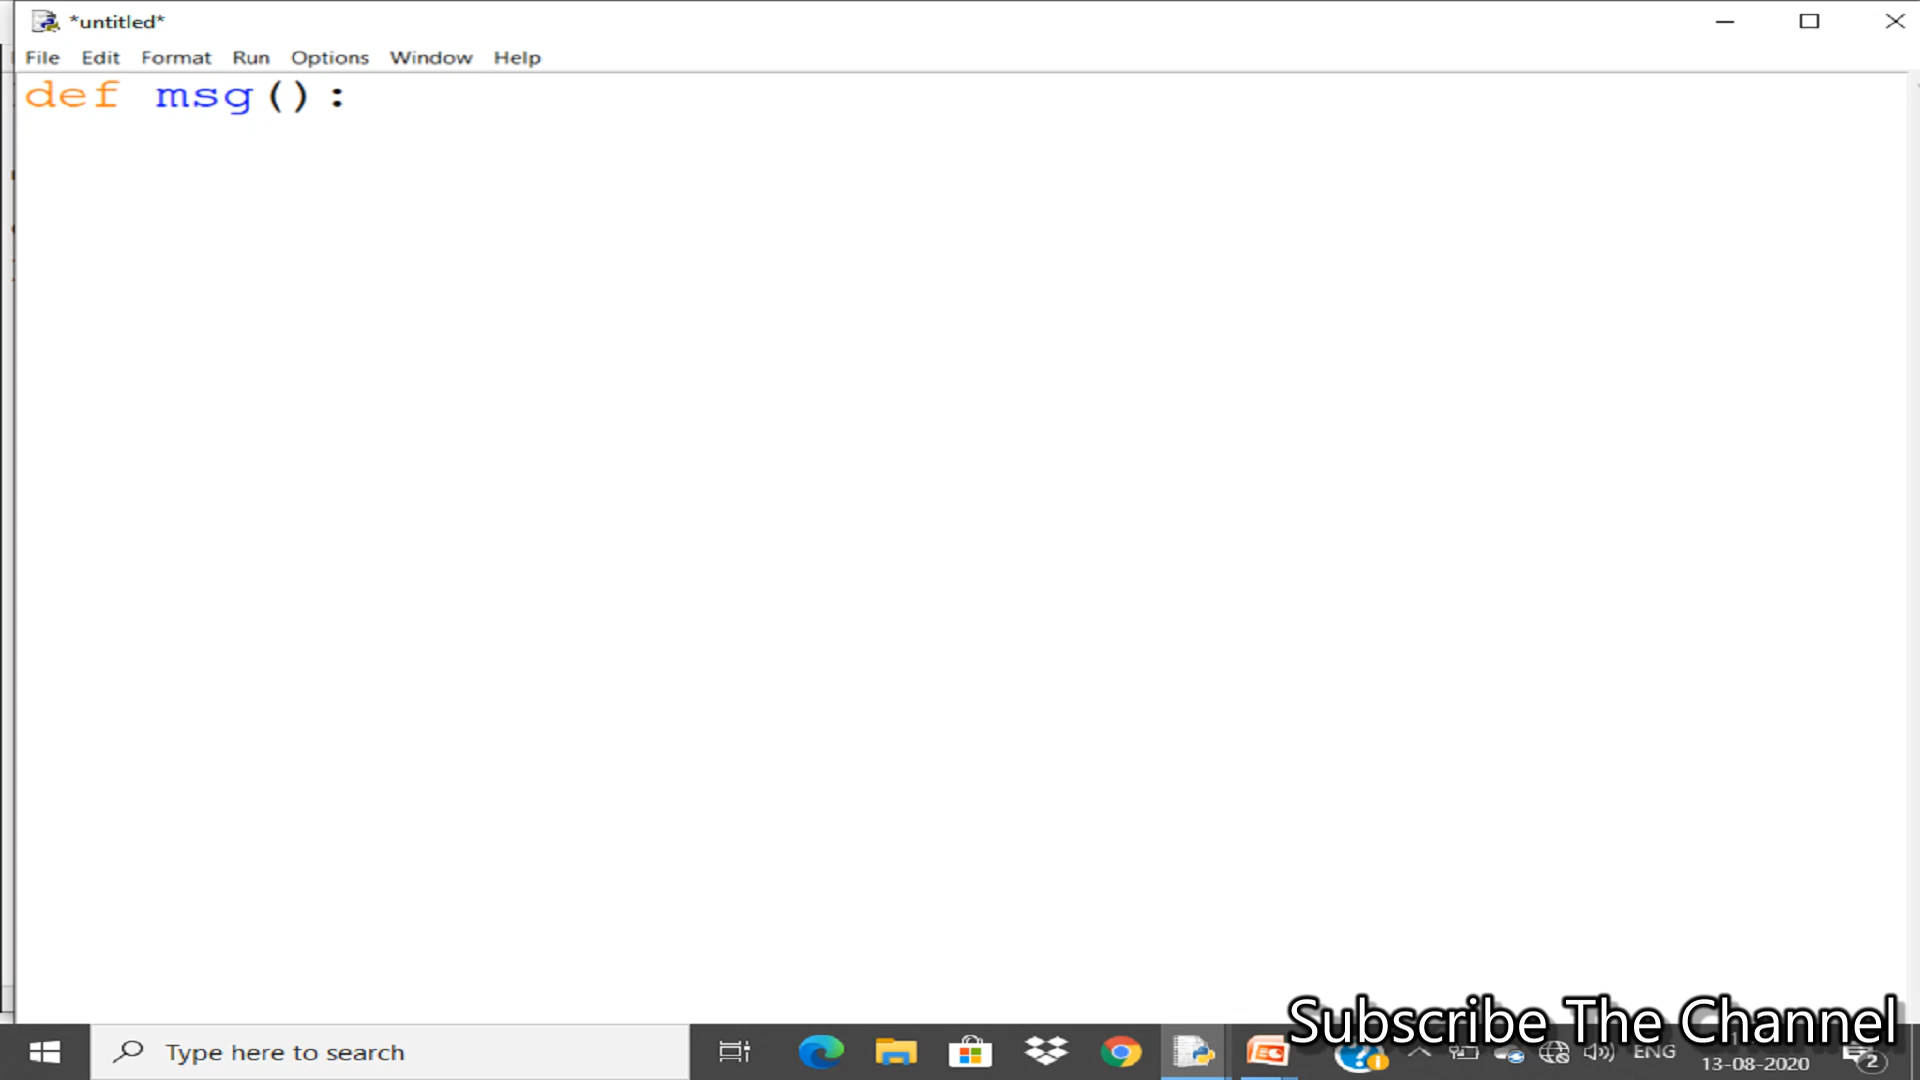 *untitled*
File Edit Format Run Options Window Help
def msg():
Subscribe The Channel
Type here to search
ENG
13-08-2020
2